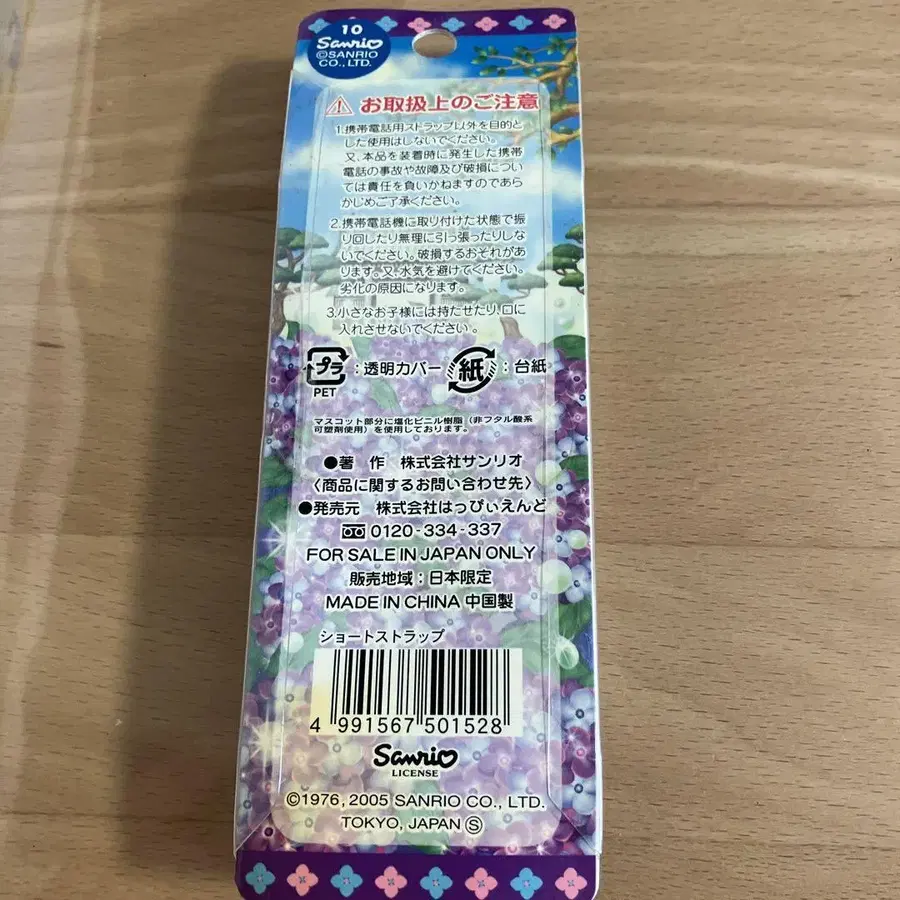 10
Sanrio
©SANRIO
CO., LTD.
⚠ お取扱上のご注意
1.携帯電話用ストラップ以外を目的と
した使用はしないでください。
又、本品を装着時に発生した携帯
電話の事故や故障及び破損につい
ては責任を負いかねますのであら
かじめご了承ください。
2.携帯電話機に取り付けた状態で振
り回したり無理に引っ張ったりしな
いでください。破損するおそれがあ
ります。又、水気を避けてください。
劣化の原因になります。
3.小さなお子様には持たせたり、口に
入れさせないでください。
プラ :透明カバー 紙 :台紙
PET
マスコット部分に塩化ビニル樹脂（非フタル酸系
可塑剤使用）を使用しております。
●著 作 株式会社サンリオ
〈商品に関するお問い合わせ先〉
●発売元 株式会社はっぴいえんど
0120-334-337
FOR SALE IN JAPAN ONLY
販売地域：日本限定
MADE IN CHINA 中国製
ショートストラップ
4 991567 501528
Sanrio
LICENSE
©1976, 2005 SANRIO CO., LTD.
TOKYO, JAPAN Ⓢ